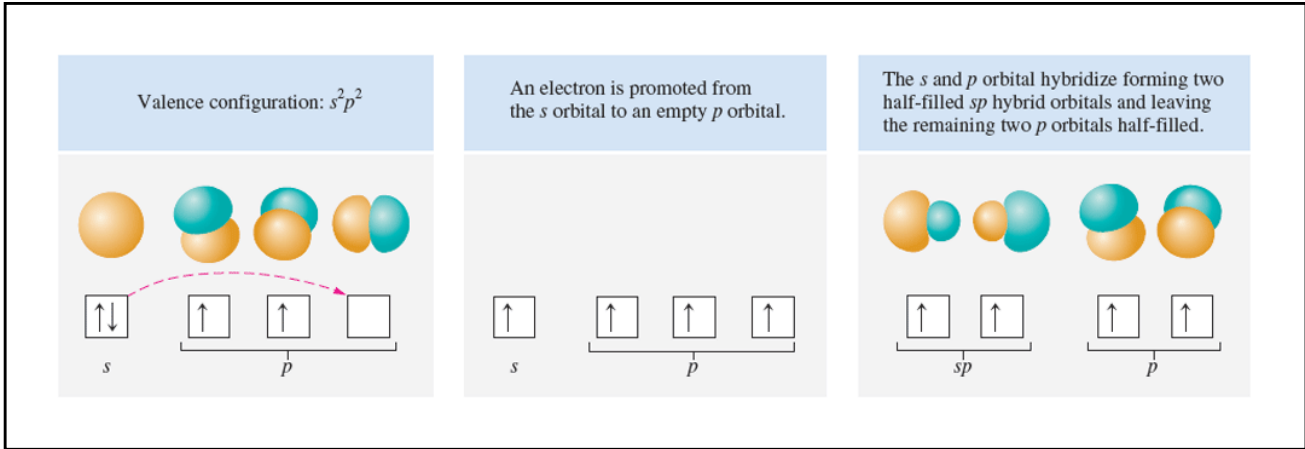 Valence configuration: s²p²
An electron is promoted from
the s orbital to an empty p orbital.
The s and p orbital hybridize forming two
half-filled sp hybrid orbitals and leaving
the remaining two p orbitals half-filled.
s
p
s
p
sp
p